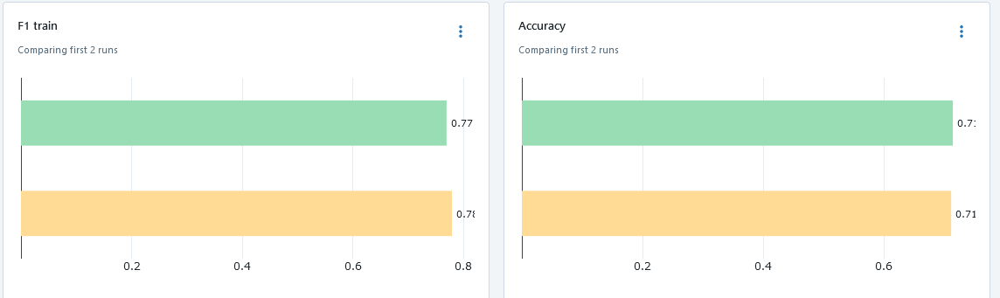 F1 train
Comparing first 2 runs
0.77
0.78
0.2 0.4 0.6 0.8
Accuracy
Comparing first 2 runs
0.71
0.2 0.4 0.6